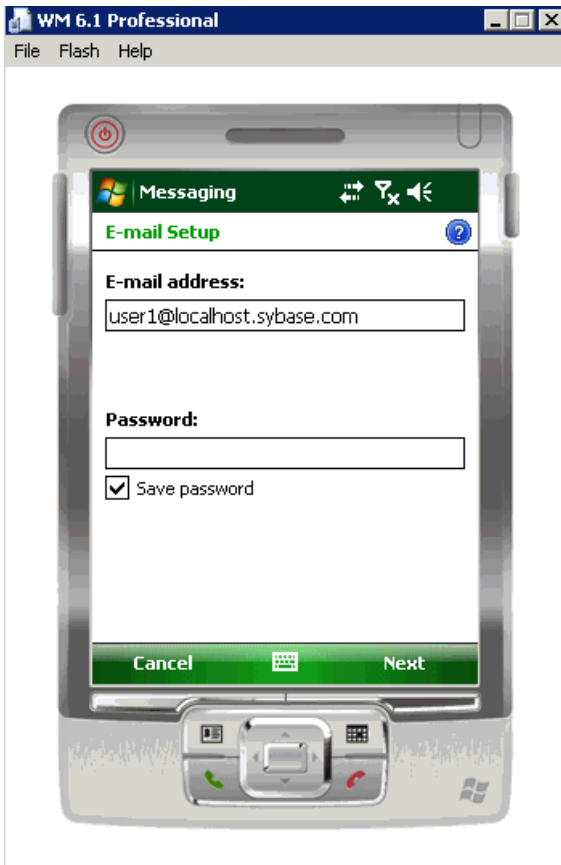 WM 6.1 Professional
File Flash Help
Messaging
E-mail Setup
?
E-mail address:
user1@localhost.sybase.com
Password:
Save password
Cancel Next